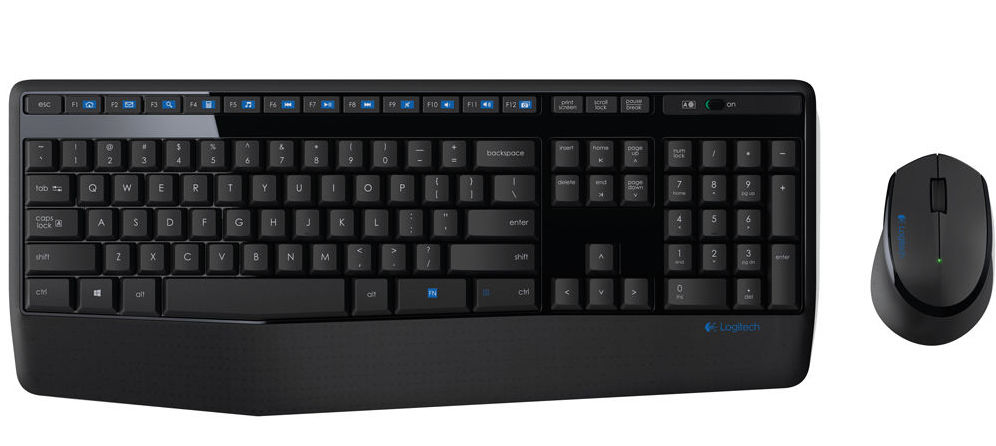 esc F1 F2 F3 F4 F5 F6 F7 F8 F9 F10 F11 F12 print screen scroll lock pause break A on
~ ` ! 1 @ 2 # 3 $ 4 % 5 ^ 6 & 7 * 8 ( 9 ) 0 — - + = backspace insert home page up num lock / * –
tab Q W E R T Y U I O P { [ } ] | \ delete end page down 7 home 8 9 pg up +
caps lock A A S D F G H J K L : ; " ' enter 4 5 6
shift Z X C V B N M < , > . ? / shift 1 end 2 3 pg dn enter
ctrl alt alt FN ctrl 0 ins . del
Logitech
Logitech